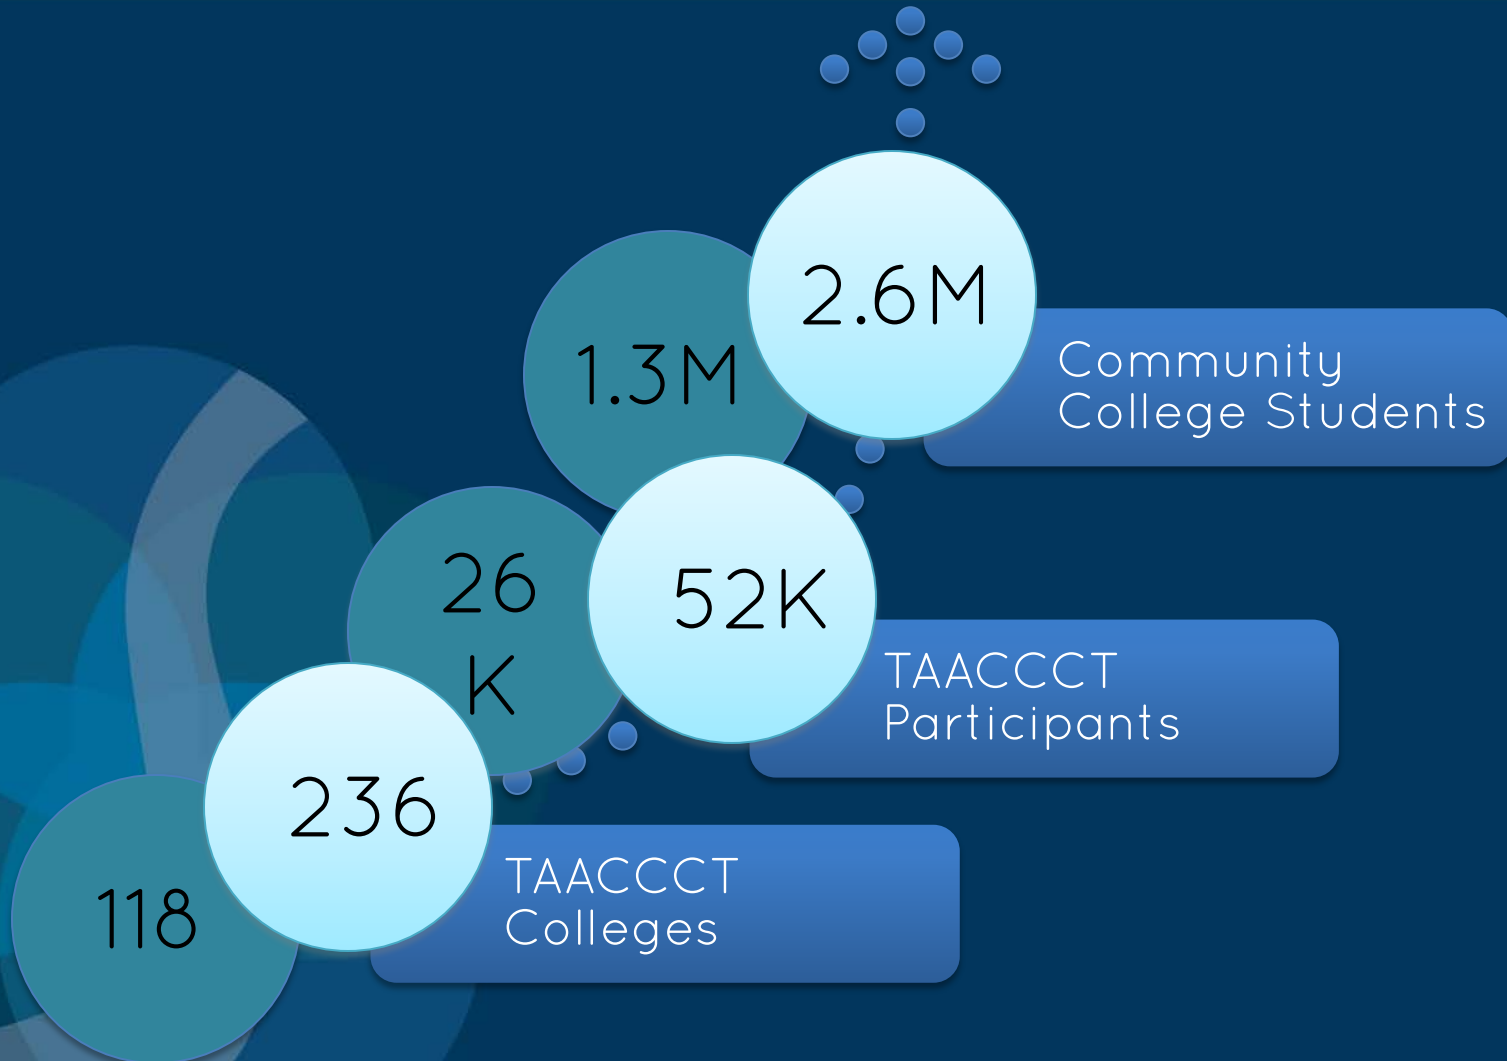 2.6M
1.3M
Community
College Students
26
K
52K
TAACCCT
Participants
236
TAACCCT
Colleges
118